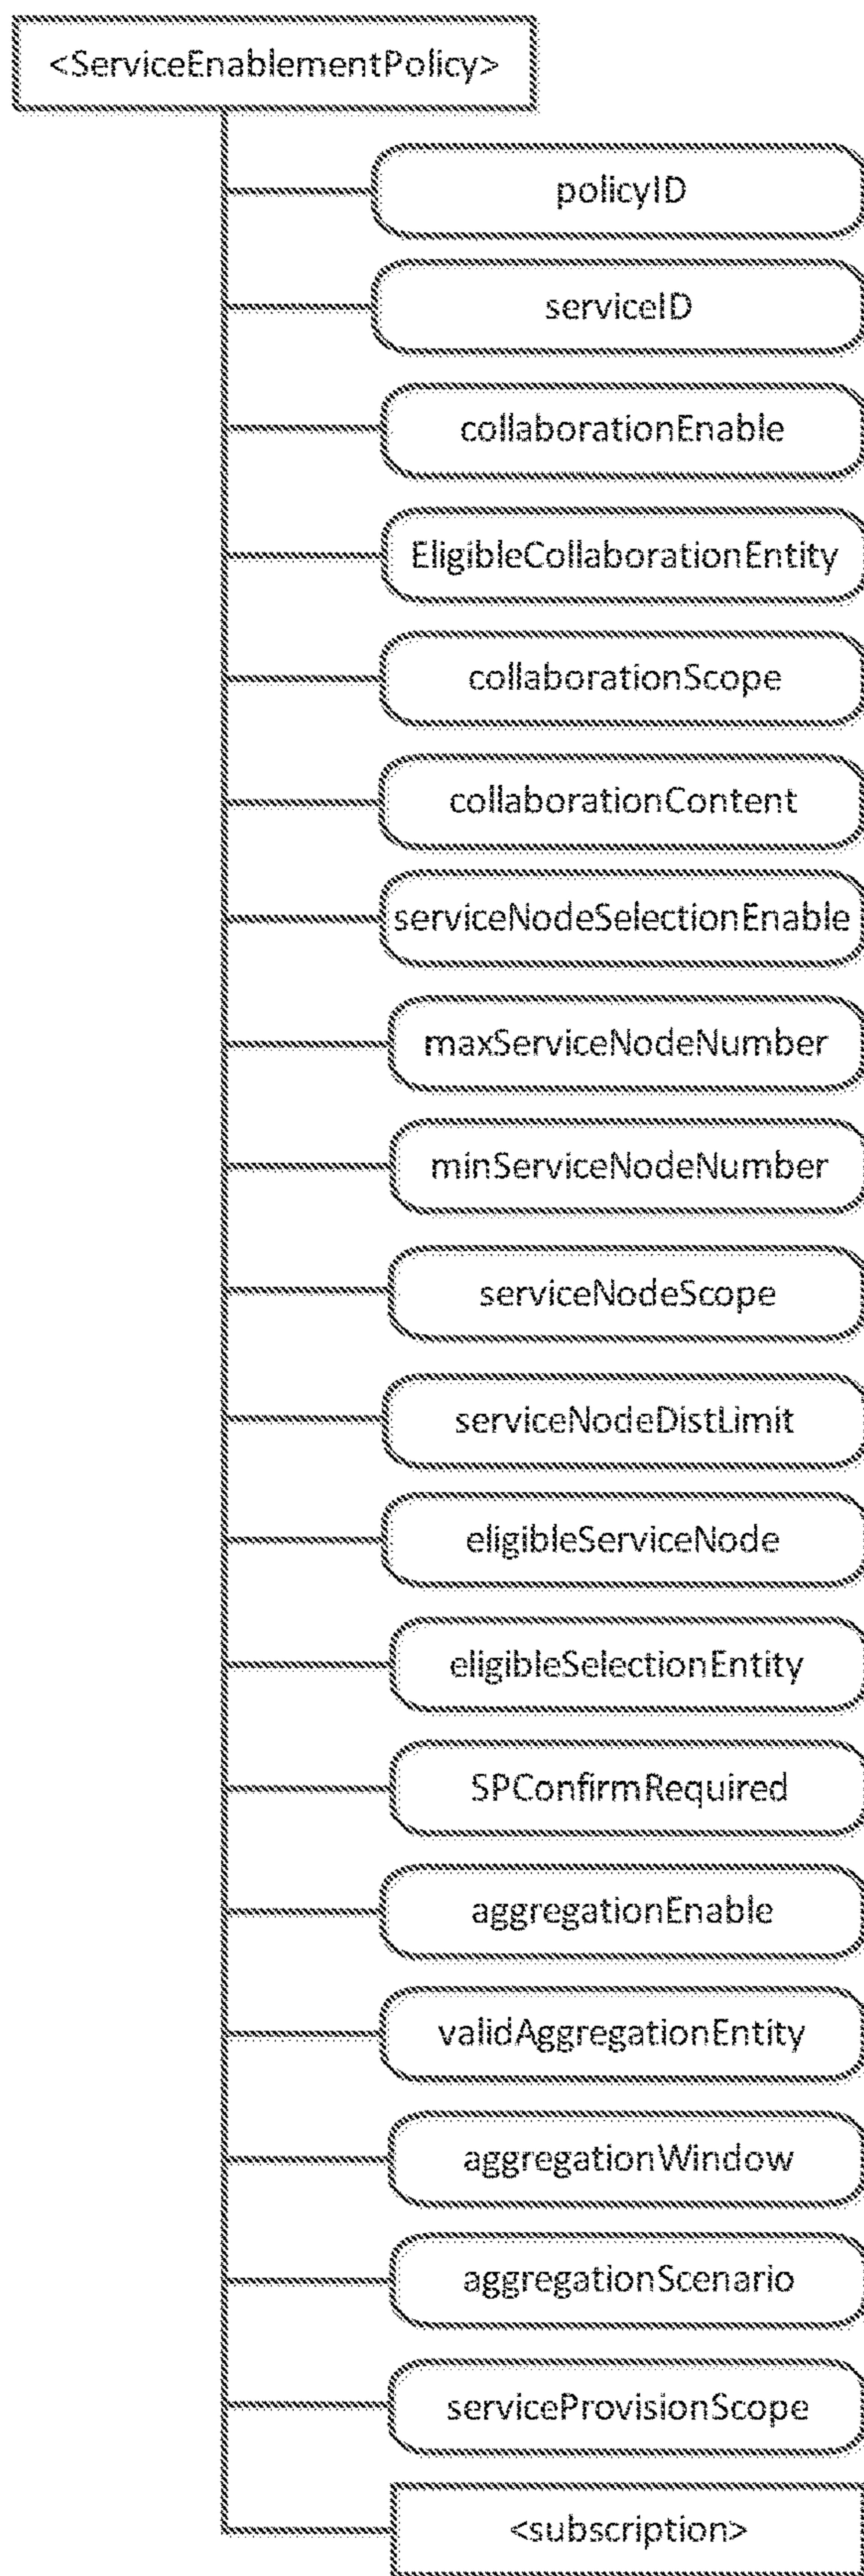 <ServiceEnablementPolicy>
policyID
serviceID
collaborationEnable
EligibleCollaborationEntity
collaborationScope
collaborationContent
serviceNodeSelectionEnable
maxServiceNodeNumber
minServiceNodeNumber
serviceNodeScope
serviceNodeDistLimit
eligibleServiceNode
eligibleSelectionEntity
SPConfirmRequired
aggregationEnable
validAggregationEntity
aggregationWindow
aggregationScenario
serviceProvisionScope
<subscription>